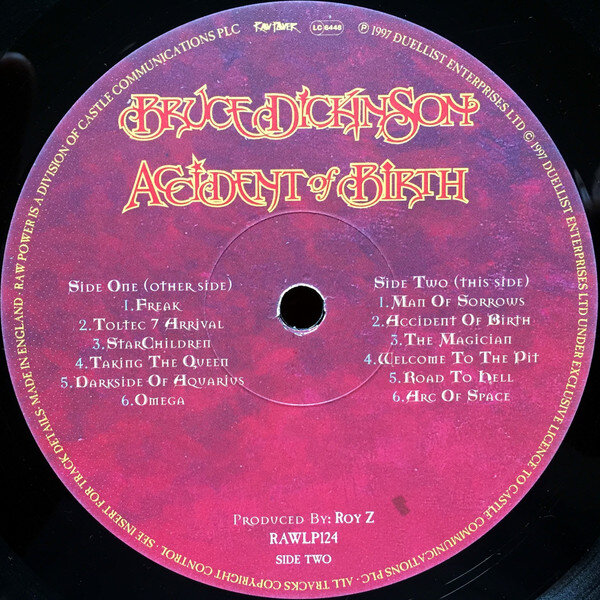 RAW POWER IS A DIVISION OF CASTLE COMMUNICATIONS PLC
RAW POWER
LC 6448
℗ 1997 DUELLIST ENTERPRISES LTD © 1997 DUELLIST ENTERPRISES LTD UNDER EXCLUSIVE LICENCE TO CASTLE COMMUNICATIONS PLC · ALL TRACKS COPYRIGHT CONTROL · SEE INSERT FOR TRACK DETAILS MADE IN ENGLAND ·
BRUCE DICKINSON
ACCIDENT OF BIRTH
SIDE ONE (OTHER SIDE)
1.FREAK
2.TOLTEC 7 ARRIVAL
3.STARCHILDREN
4.TAKING THE QUEEN
5.DARKSIDE OF AQUARIUS
6.OMEGA
SIDE TWO (THIS SIDE)
1.MAN OF SORROWS
2.ACCIDENT OF BIRTH
3.THE MAGICIAN
4.WELCOME TO THE PIT
5.ROAD TO HELL
6.ARC OF SPACE
PRODUCED BY: ROY Z
RAWLP124
SIDE TWO